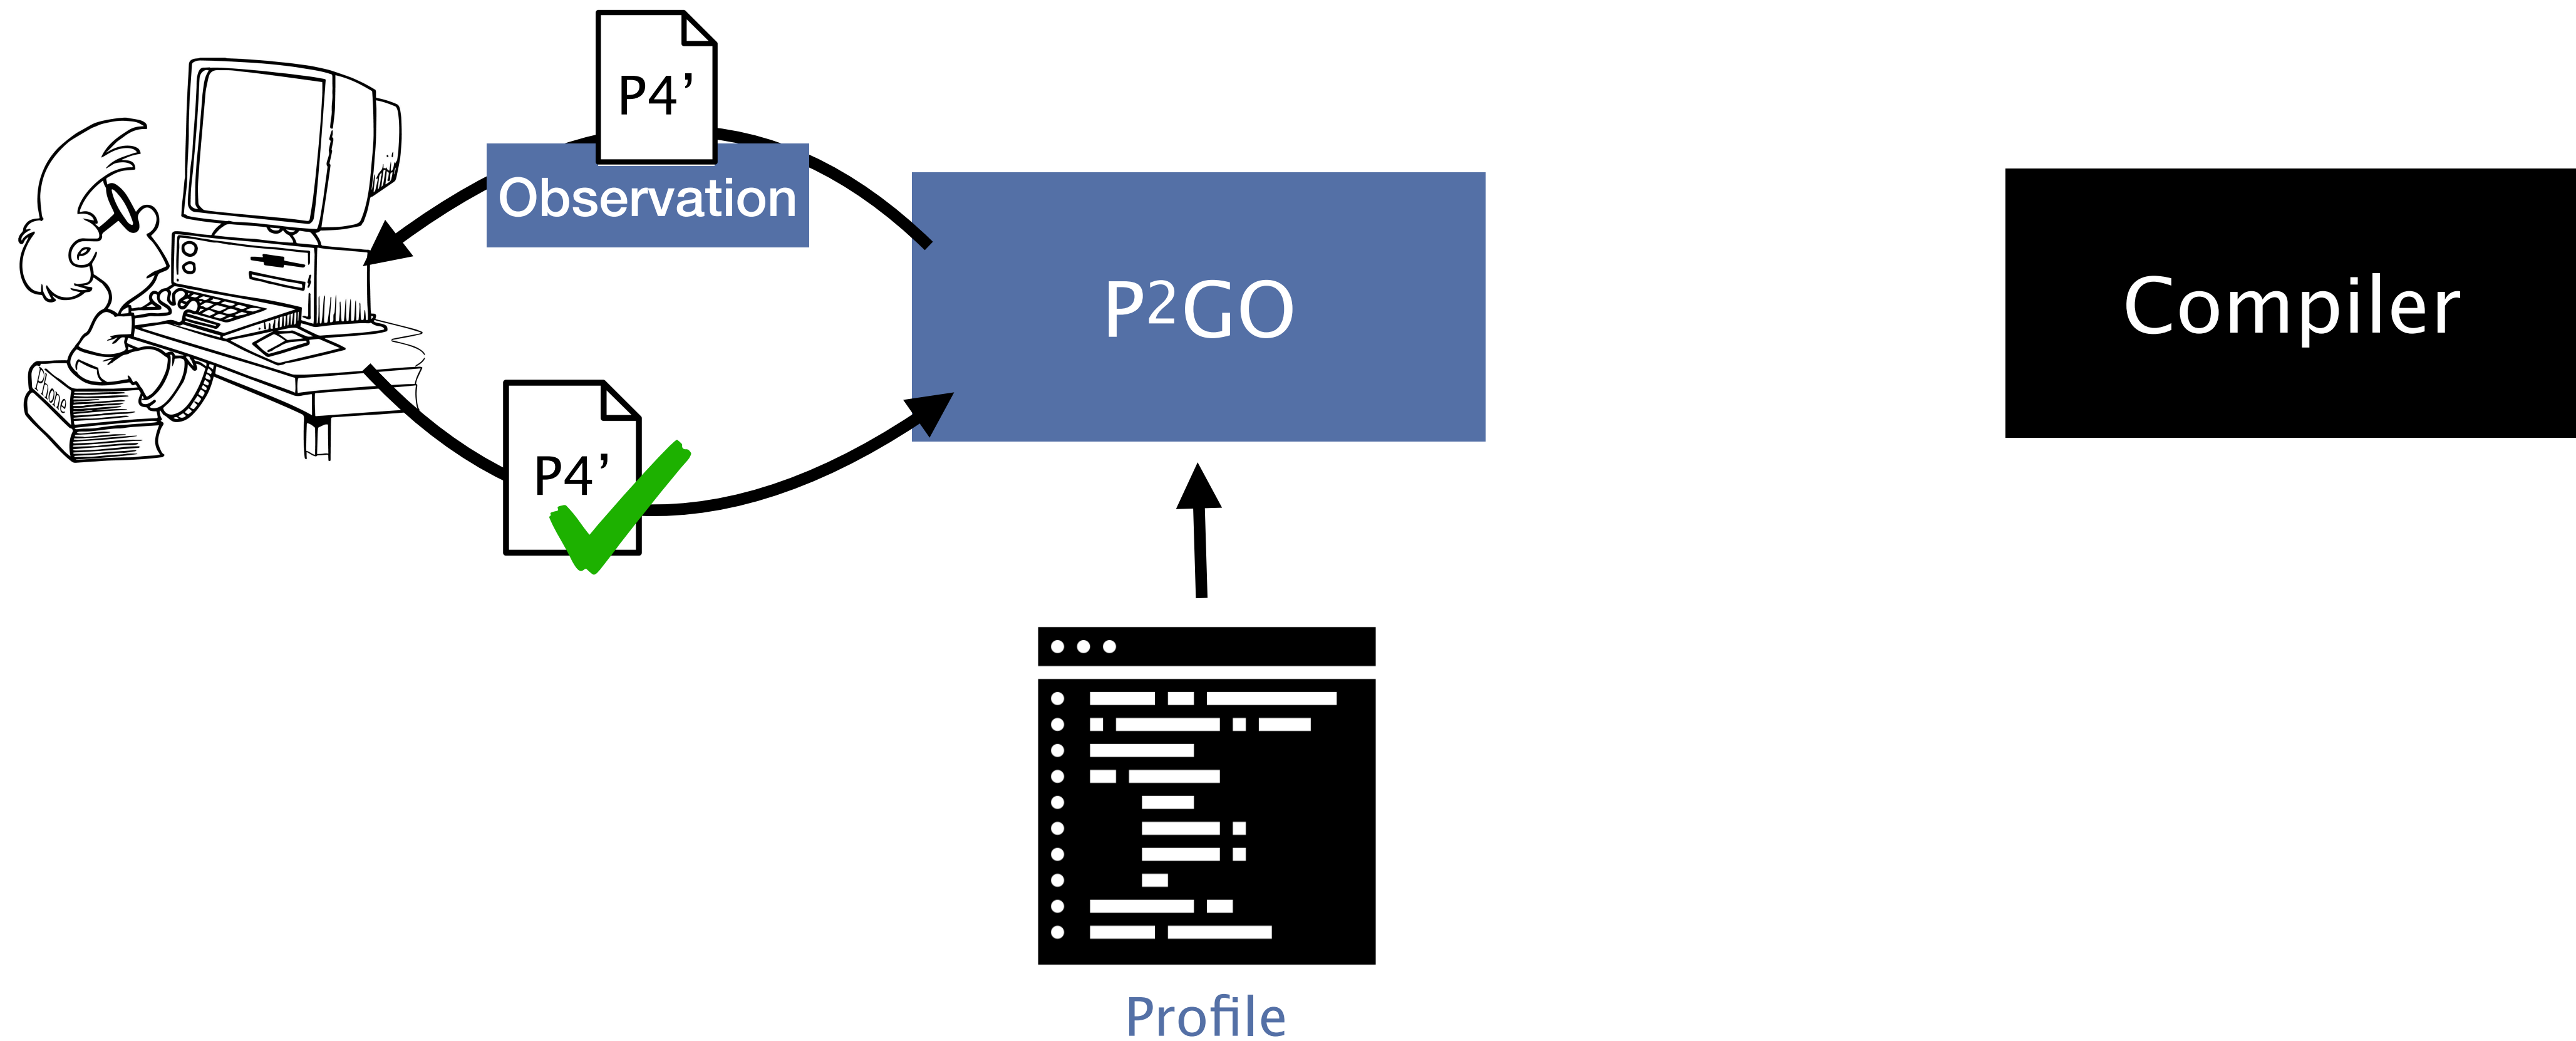 P4’
Observation
P²GO
Compiler
Phone
P4’
Profile